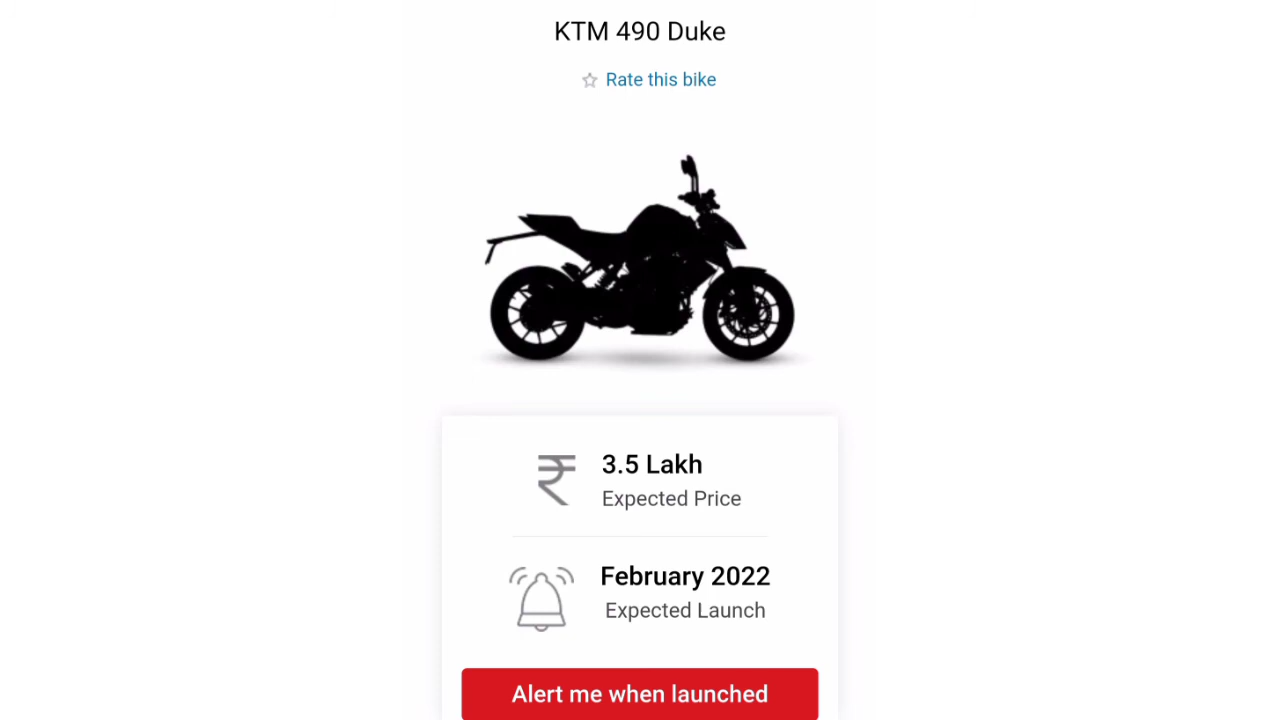 KTM 490 Duke
Rate this bike
₹ 3.5 Lakh
Expected Price
February 2022
Expected Launch
Alert me when launched